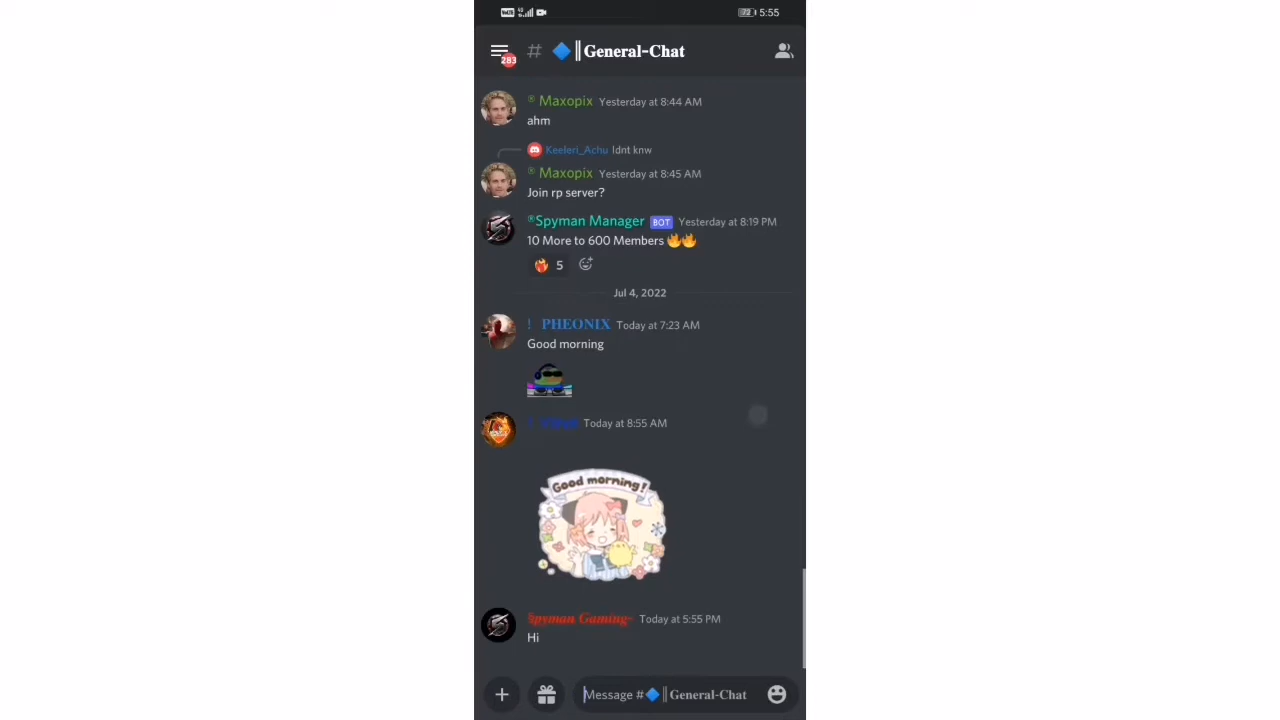 VoLTE 4G 72 5:55
283 # 🔷║General-Chat
® Maxopix Yesterday at 8:44 AM
ahm
Keeleri_Achu Idnt knw
® Maxopix Yesterday at 8:45 AM
Join rp server?
®Spyman Manager BOT Yesterday at 8:19 PM
10 More to 600 Members 🔥🔥
5
Jul 4, 2022
! PHEONIX Today at 7:23 AM
Good morning
Today at 8:55 AM
Good morning!
Spyman Gaming Today at 5:55 PM
Hi
Message #🔷║General-Chat